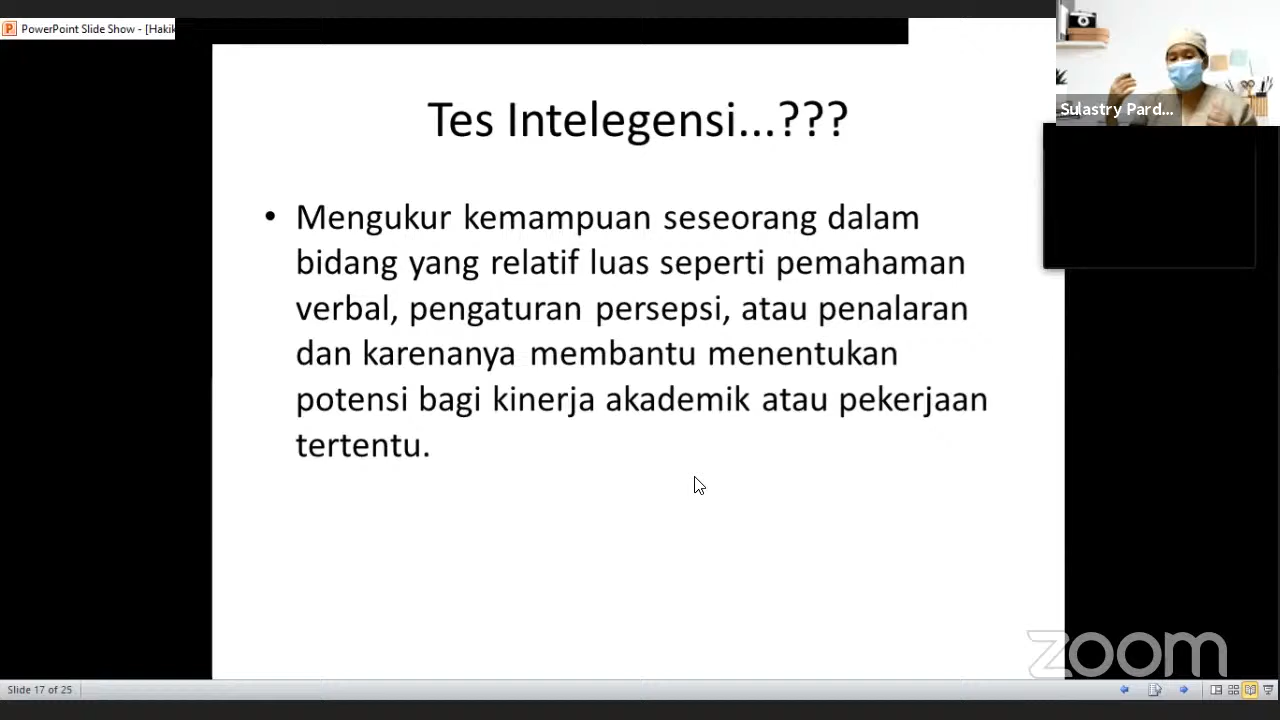 PowerPoint Slide Show - [Hakik
Sulastry Pard...
Tes Intelegensi...???
• Mengukur kemampuan seseorang dalam
bidang yang relatif luas seperti pemahaman
verbal, pengaturan persepsi, atau penalaran
dan karenanya membantu menentukan
potensi bagi kinerja akademik atau pekerjaan
tertentu.
zoom
Slide 17 of 25